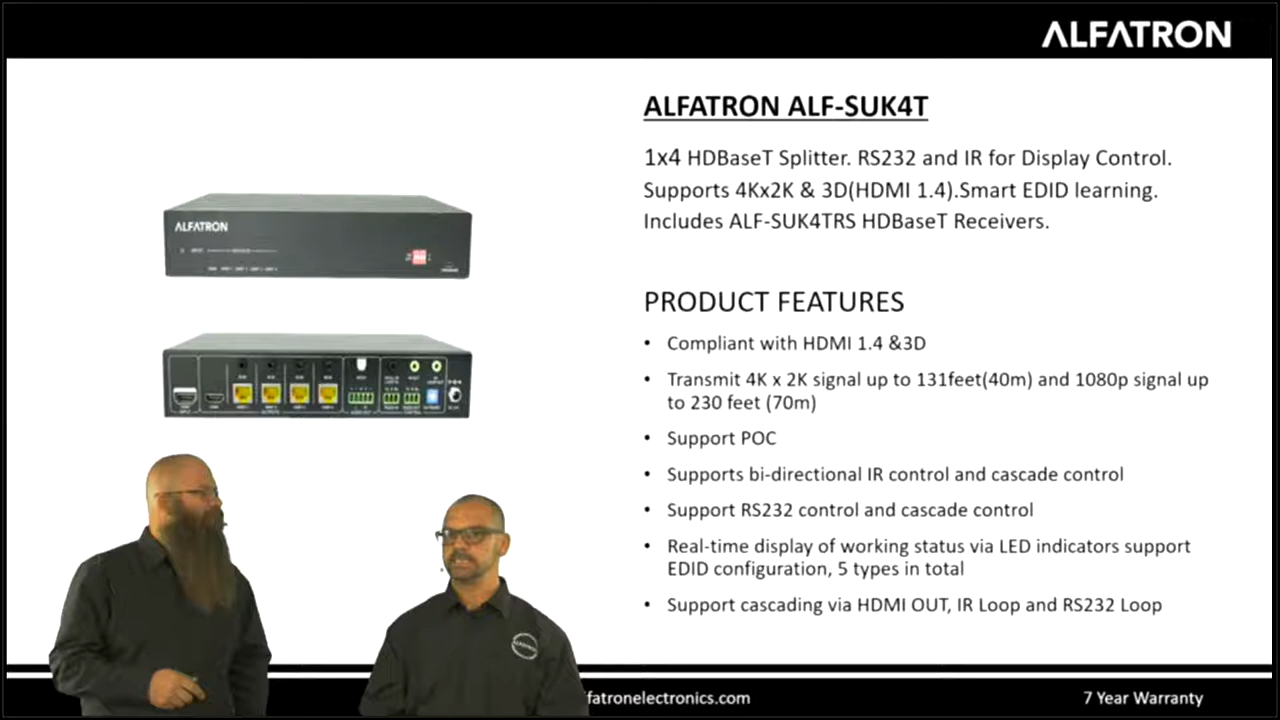 ALFATRON
ALFATRON ALF-SUK4T
1x4 HDBaseT Splitter. RS232 and IR for Display Control.
Supports 4Kx2K & 3D(HDMI 1.4).Smart EDID learning.
Includes ALF-SUK4TRS HDBaseT Receivers.
ALFATRON
PRODUCT FEATURES
• Compliant with HDMI 1.4 &3D
• Transmit 4K x 2K signal up to 131feet(40m) and 1080p signal up
to 230 feet (70m)
• Support POC
• Supports bi-directional IR control and cascade control
• Support RS232 control and cascade control
• Real-time display of working status via LED indicators support
EDID configuration, 5 types in total
• Support cascading via HDMI OUT, IR Loop and RS232 Loop
ALFATRON
fatronelectronics.com
7 Year Warranty